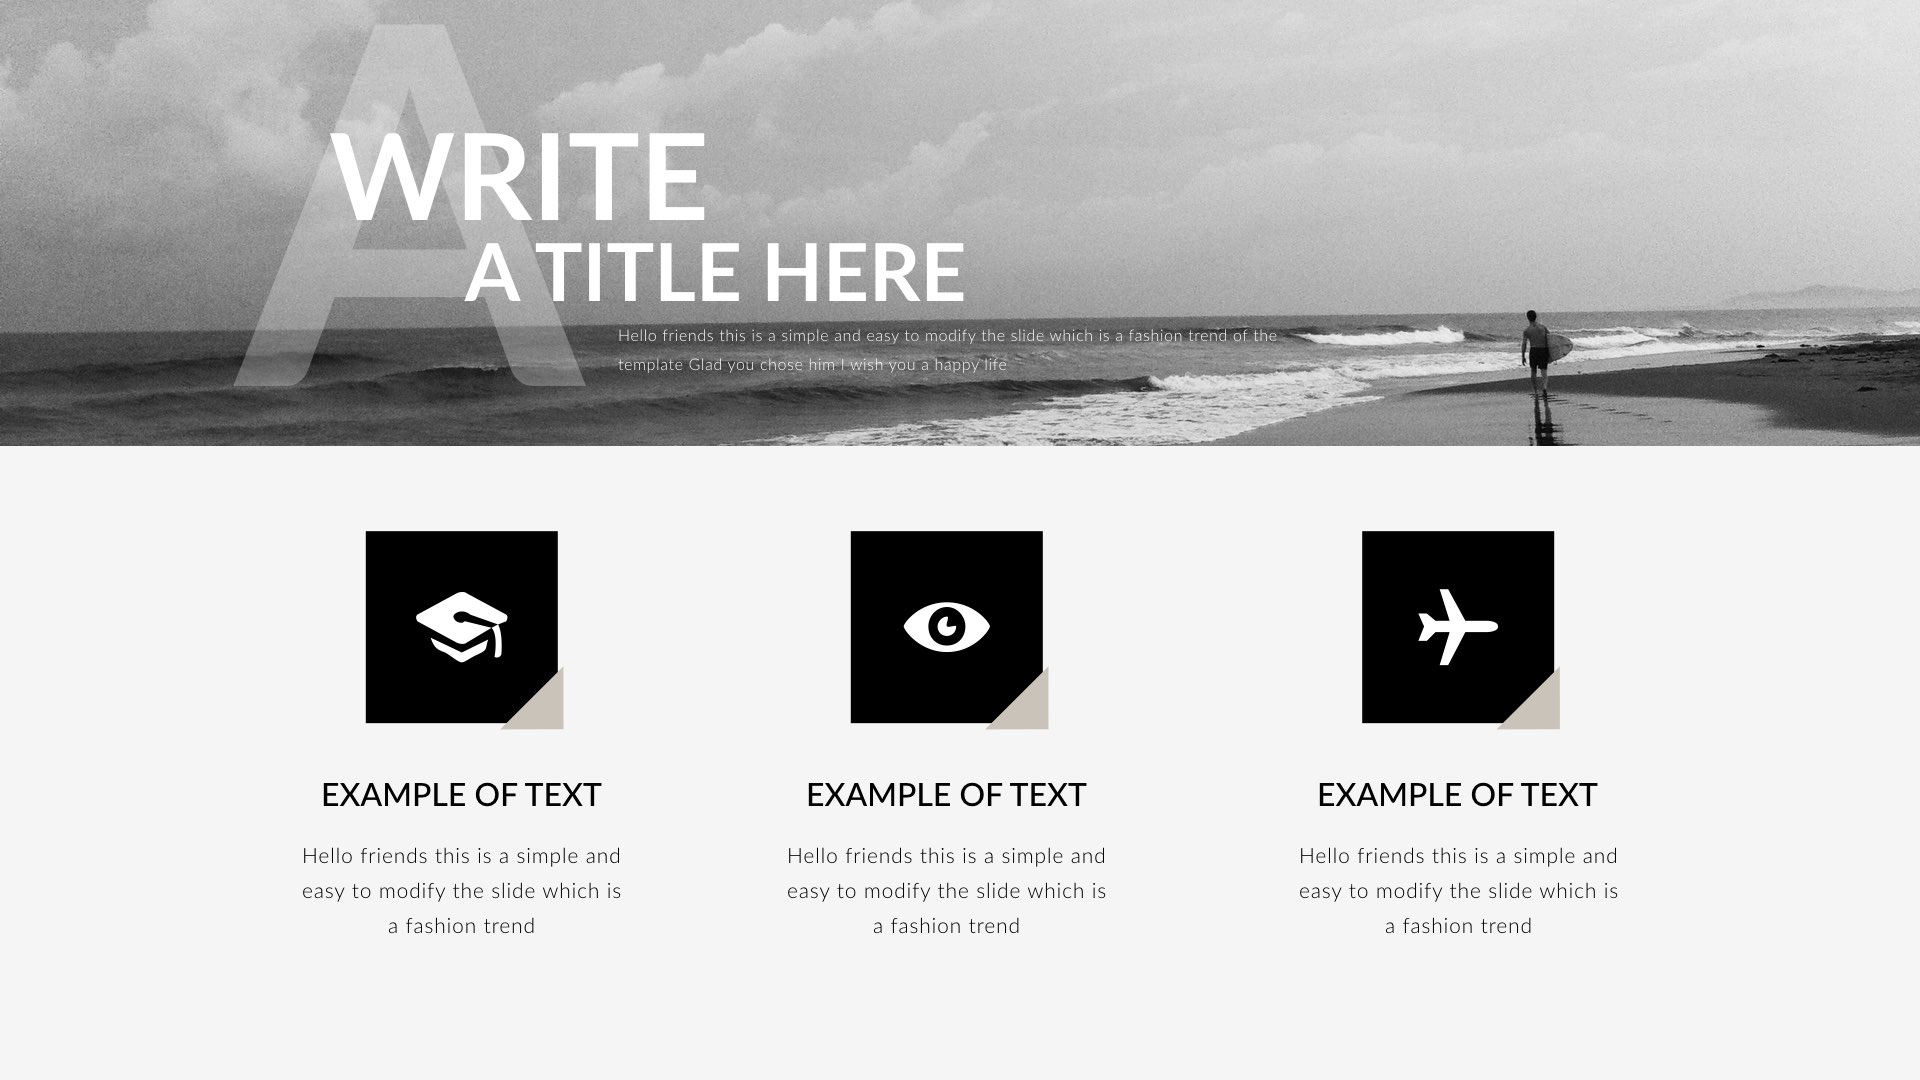 A
WRITE
A TITLE HERE
Hello friends this is a simple and easy to modify the slide which is a fashion trend of the
template Glad you chose him I wish you a happy life
EXAMPLE OF TEXT
Hello friends this is a simple and
easy to modify the slide which is
a fashion trend
EXAMPLE OF TEXT
Hello friends this is a simple and
easy to modify the slide which is
a fashion trend
EXAMPLE OF TEXT
Hello friends this is a simple and
easy to modify the slide which is
a fashion trend